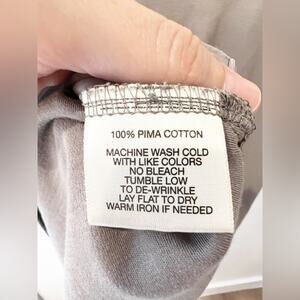 100% PIMA COTTON
MACHINE WASH COLD
WITH LIKE COLORS
NO BLEACH
TUMBLE LOW
TO DE-WRINKLE
LAY FLAT TO DRY
WARM IRON IF NEEDED